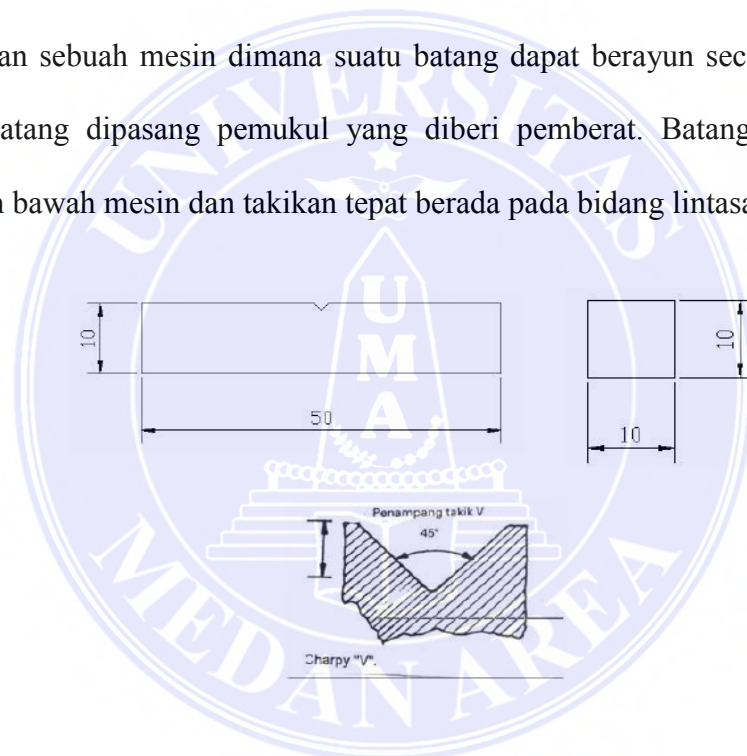 an sebuah mesin dimana suatu batang dapat berayun sec
atang dipasang pemukul yang diberi pemberat. Batang
bawah mesin dan takikan tepat berada pada bidang lintasa
UNIVERSITAS
UMA
MEDAN AREA
10
50
10
10
Penampang takik V
45°
Charpy "V".